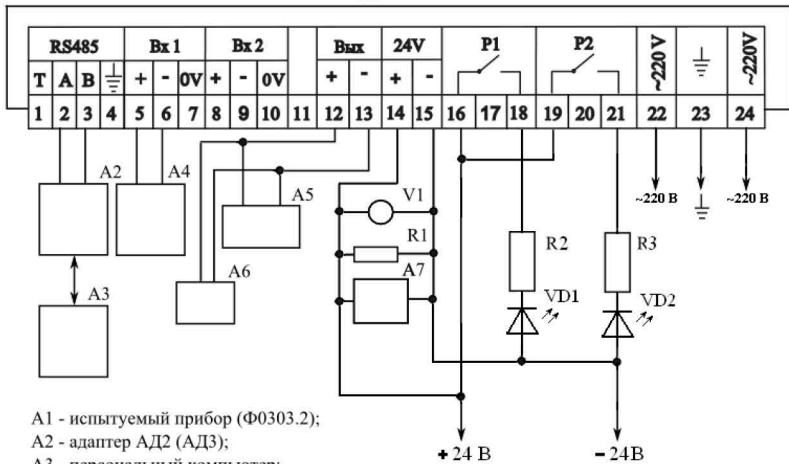 RS485 Вх 1 Вх 2 Вых 24V P1 P2 ~220 V ~220V
T A B + - 0V + - 0V + - + -
1 2 3 4 5 6 7 8 9 10 11 12 13 14 15 16 17 18 19 20 21 22 23 24
A2 A4 A5 V1
~220 В ~220 В
R1 R2 R3
A6 A7
VD1 VD2
A3
+ 24 В - 24В
А1 - испытуемый прибор (Ф0303.2);
А2 - адаптер АД2 (АД3);
А3 - персональный компьютер;